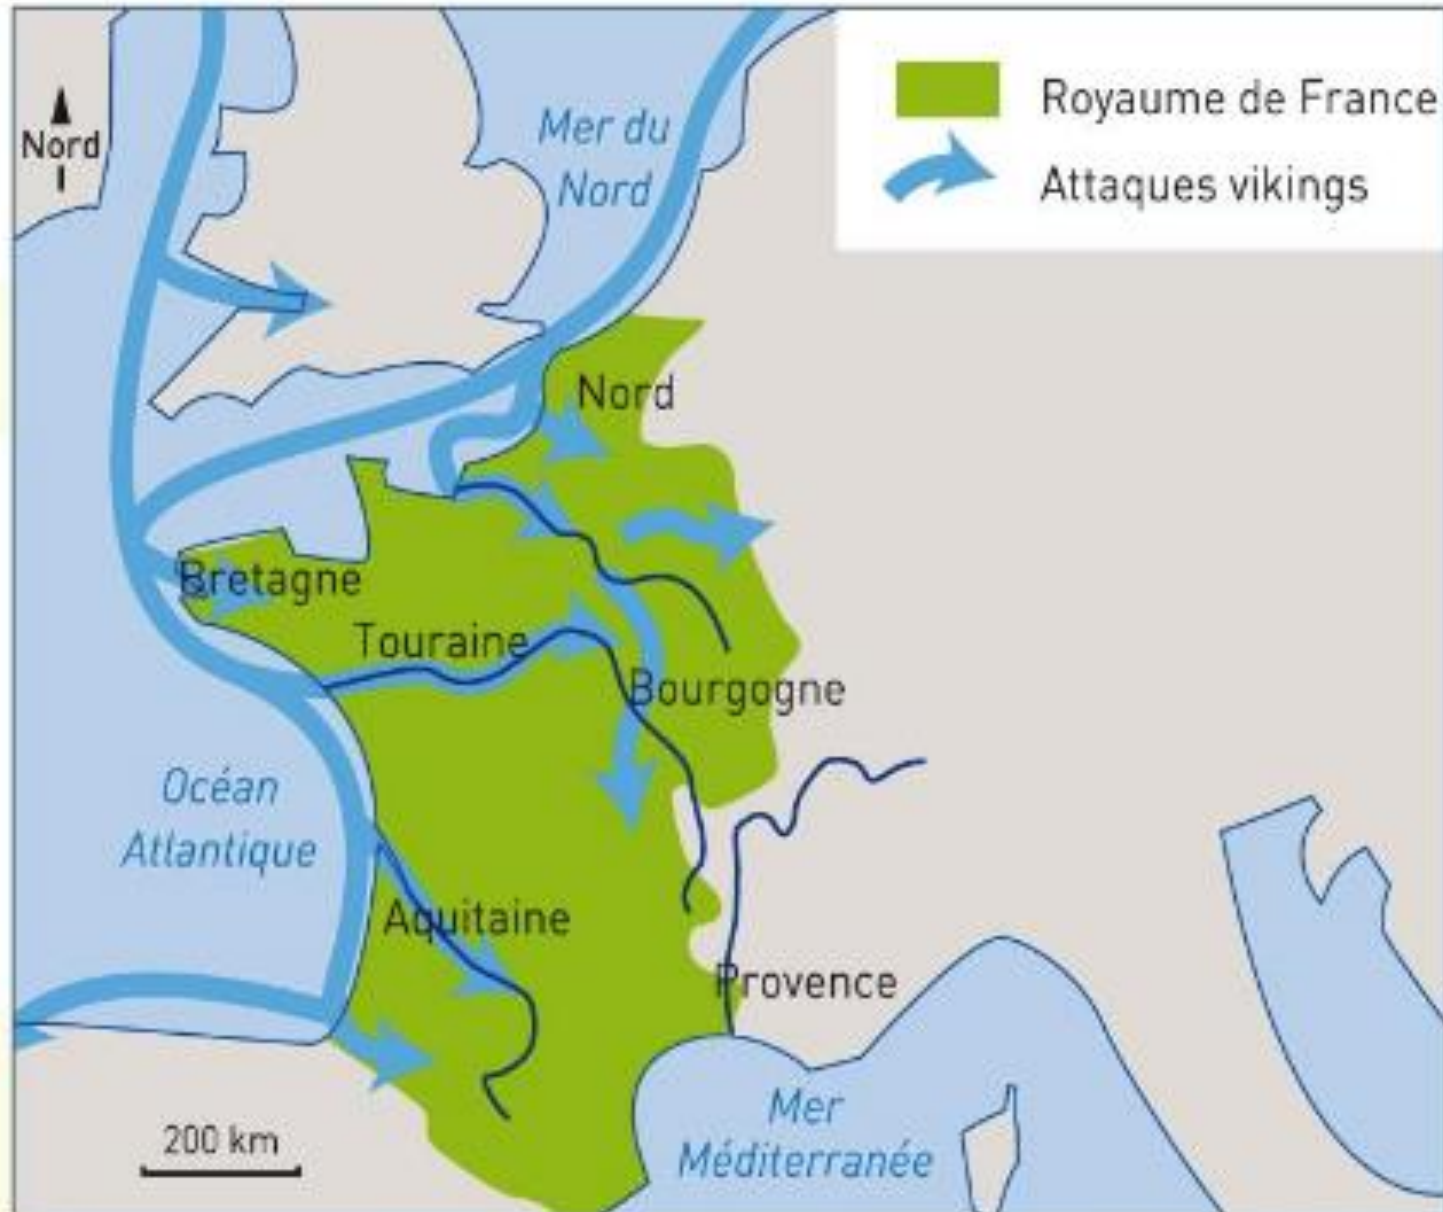 Nord
Mer du
Nord
Royaume de France
Attaques vikings
Nord
Bretagne
Touraine
Bourgogne
Océan
Atlantique
Aquitaine
Provence
Mer
Méditerranée
200 km